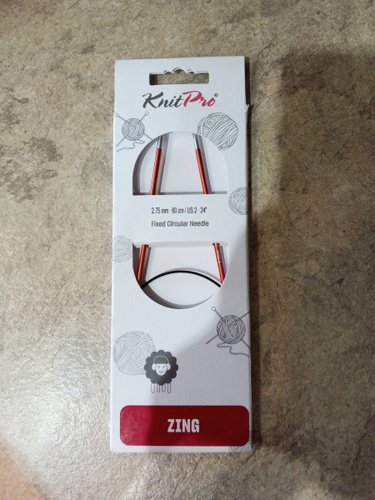 KnitPro®
2.75 mm - 60 cm / US 2 - 24"
Fixed Circular Needle
ZING